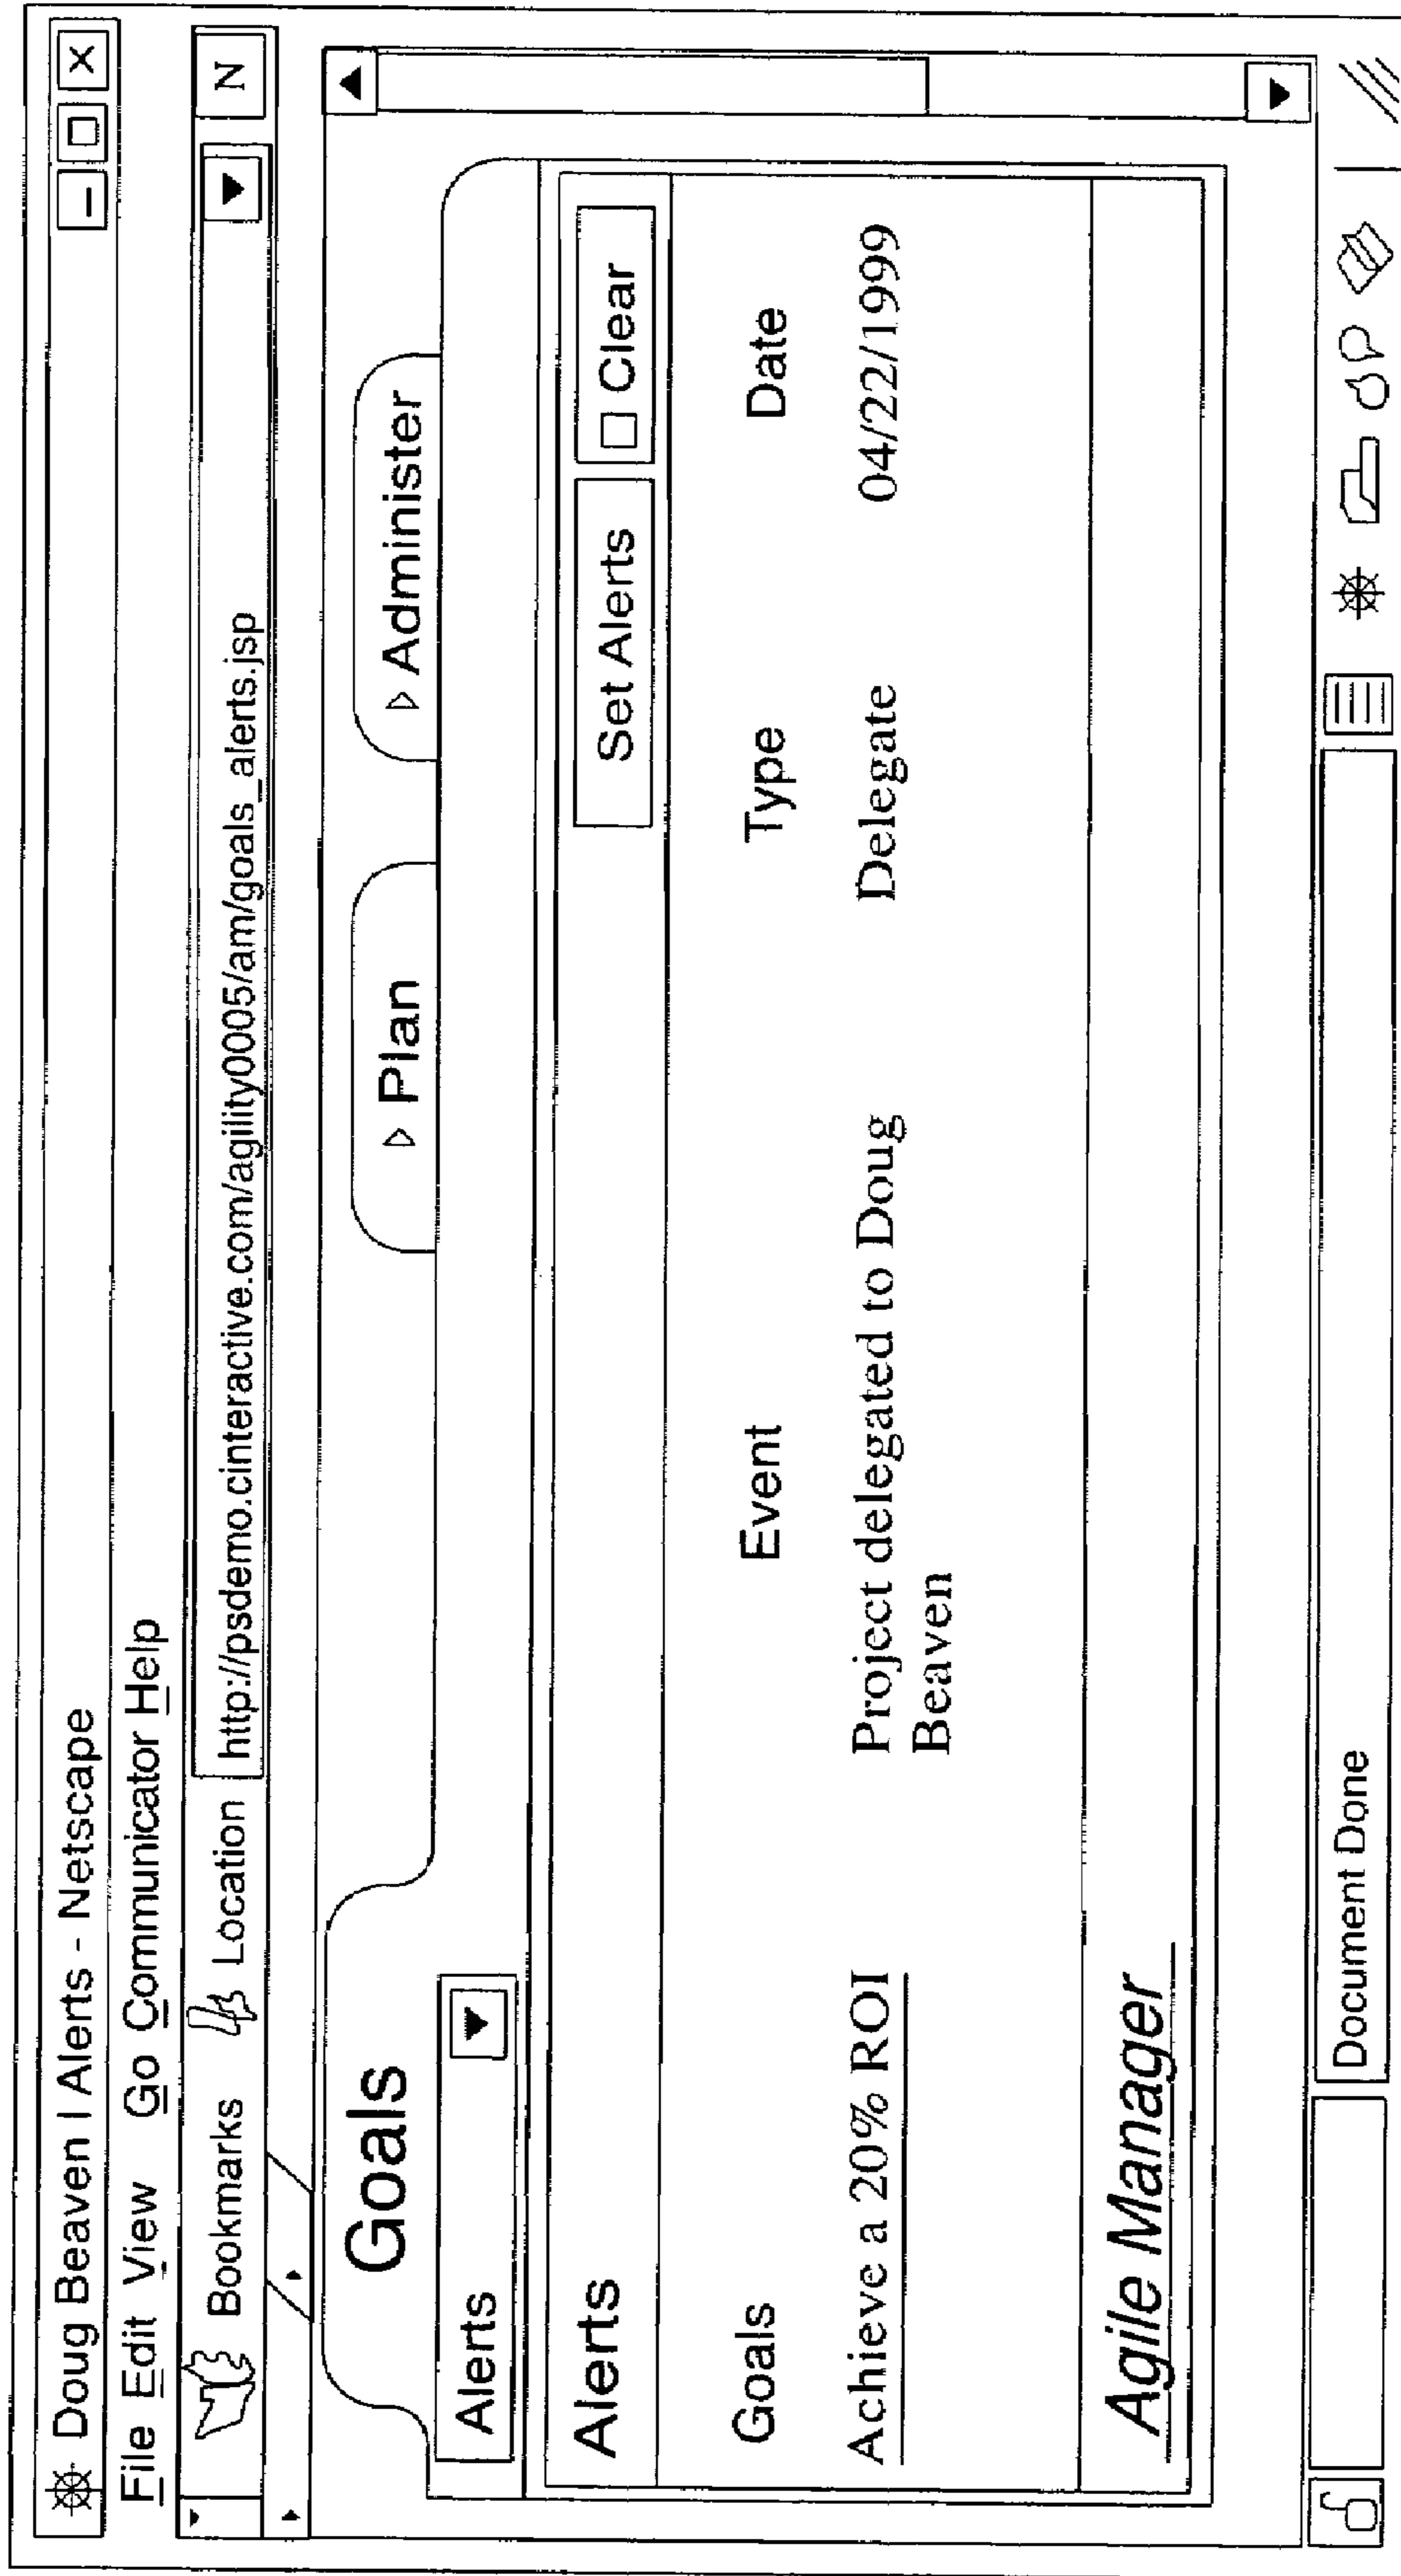 Doug Beaven | Alerts - Netscape
File Edit View Go Communicator Help
Bookmarks Location http://psdemo.cinteractive.com/agility0005/am/goals_alerts.jsp N
Goals Plan Administer
Alerts
Alerts Set Alerts Clear
Goals Event Type Date
Achieve a 20% ROI Project delegated to Doug Delegate 04/22/1999
Beaven
Agile Manager
Document Done